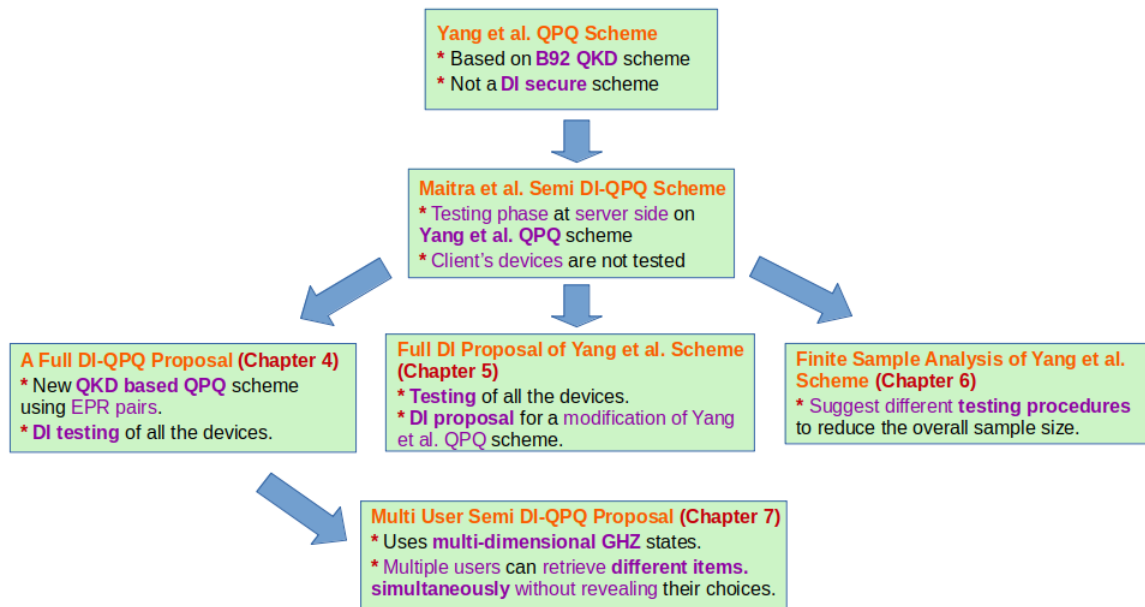 Yang et al. QPQ Scheme
* Based on B92 QKD scheme
* Not a DI secure scheme
Maitra et al. Semi DI-QPQ Scheme
* Testing phase at server side on
Yang et al. QPQ scheme
* Client's devices are not tested
A Full DI-QPQ Proposal (Chapter 4)
* New QKD based QPQ scheme
using EPR pairs.
* DI testing of all the devices.
Full DI Proposal of Yang et al. Scheme
(Chapter 5)
* Testing of all the devices.
* DI proposal for a modification of Yang
et al. QPQ scheme.
Finite Sample Analysis of Yang et al.
Scheme (Chapter 6)
* Suggest different testing procedures
to reduce the overall sample size.
Multi User Semi DI-QPQ Proposal (Chapter 7)
* Uses multi-dimensional GHZ states.
* Multiple users can retrieve different items.
simultaneously without revealing their choices.